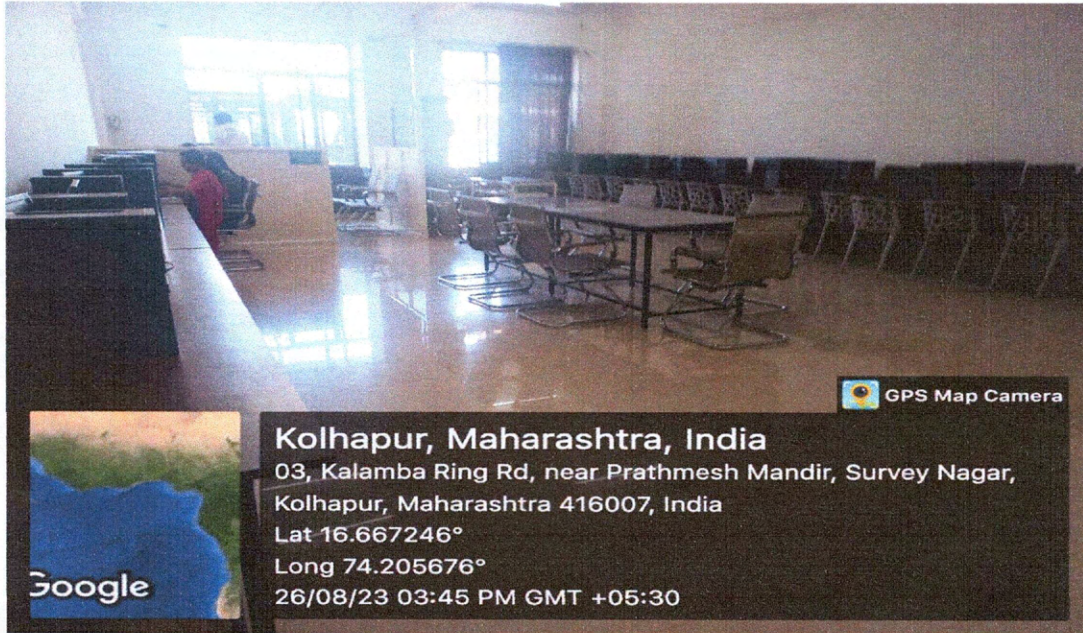 GPS Map Camera
Kolhapur, Maharashtra, India
03, Kalamba Ring Rd, near Prathmesh Mandir, Survey Nagar,
Kolhapur, Maharashtra 416007, India
Lat 16.667246°
Long 74.205676°
26/08/23 03:45 PM GMT +05:30
Google